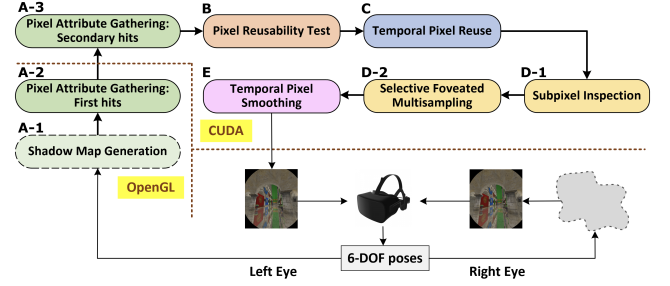 A-3
Pixel Attribute Gathering:
Secondary hits
B
Pixel Reusability Test
C
Temporal Pixel Reuse
A-2
Pixel Attribute Gathering:
First hits
E
Temporal Pixel
Smoothing
D-2
Selective Foveated
Multisampling
D-1
Subpixel Inspection
A-1
Shadow Map Generation
CUDA
OpenGL
6-DOF poses
Left Eye
Right Eye